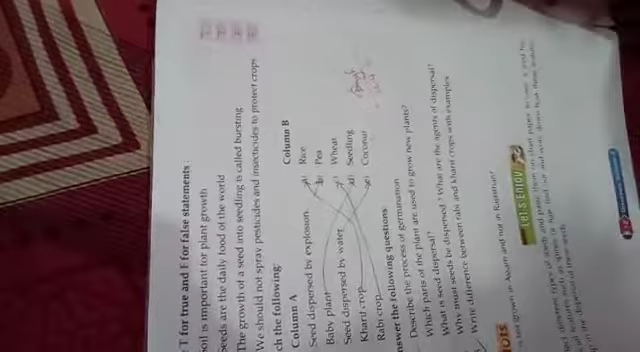 T for true and F for false statements :
soil is important for plant growth
Seeds are the daily food of the world
The growth of a seed into seedling is called bursting
We should not spray pesticides and insecticides to protect crops
ch the following:
Column A Column B
Seed dispersed by explosion a) Rice
Baby plant b) Pea
Seed dispersed by water c) Wheat
Kharif crop d) Seedling
Rabi crop e) Coconut
nswer the following questions
Describe the process of germination
Which parts of the plant are used to grow new plants?
What is seed dispersal?
Why must seeds be dispersed ? What are the agents of dispersal?
Write difference between rabi and kharif crops with examples
HOTS
is tea grown in Assam and not in Rajasthan?
Let's Enjoy